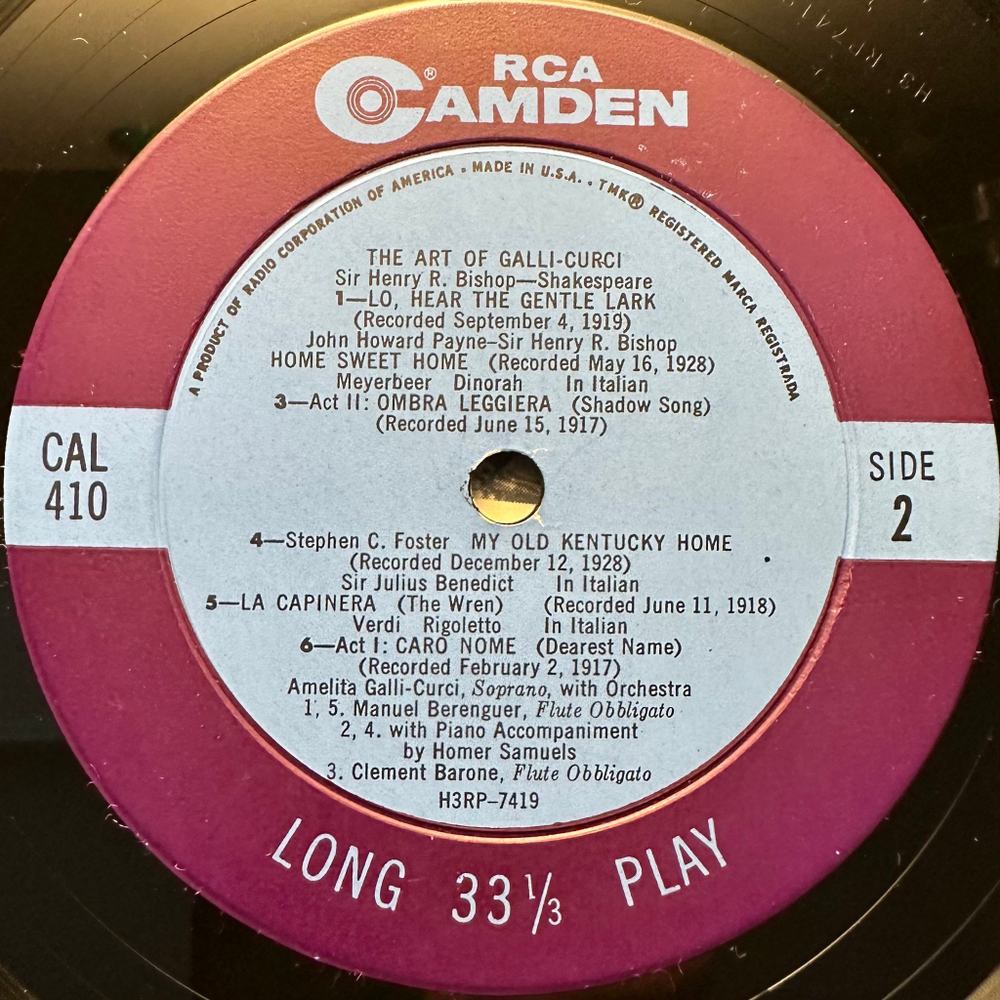 RCA
CAMDEN®
A PRODUCT OF RADIO CORPORATION OF AMERICA • MADE IN U.S.A. • TMK® REGISTERED MARCA REGISTRADA
THE ART OF GALLI-CURCI
Sir Henry R. Bishop—Shakespeare
1—LO, HEAR THE GENTLE LARK
(Recorded September 4, 1919)
John Howard Payne–Sir Henry R. Bishop
HOME SWEET HOME (Recorded May 16, 1928)
Meyerbeer Dinorah In Italian
3—Act II: OMBRA LEGGIERA (Shadow Song)
(Recorded June 15, 1917)
CAL
410
SIDE
2
4—Stephen C. Foster MY OLD KENTUCKY HOME
(Recorded December 12, 1928)
Sir Julius Benedict In Italian
5—LA CAPINERA (The Wren) (Recorded June 11, 1918)
Verdi Rigoletto In Italian
6—Act I: CARO NOME (Dearest Name)
(Recorded February 2, 1917)
Amelita Galli-Curci, Soprano, with Orchestra
1, 5. Manuel Berenguer, Flute Obbligato
2, 4. with Piano Accompaniment
by Homer Samuels
3. Clement Barone, Flute Obbligato
H3RP–7419
LONG 33 1/3 PLAY